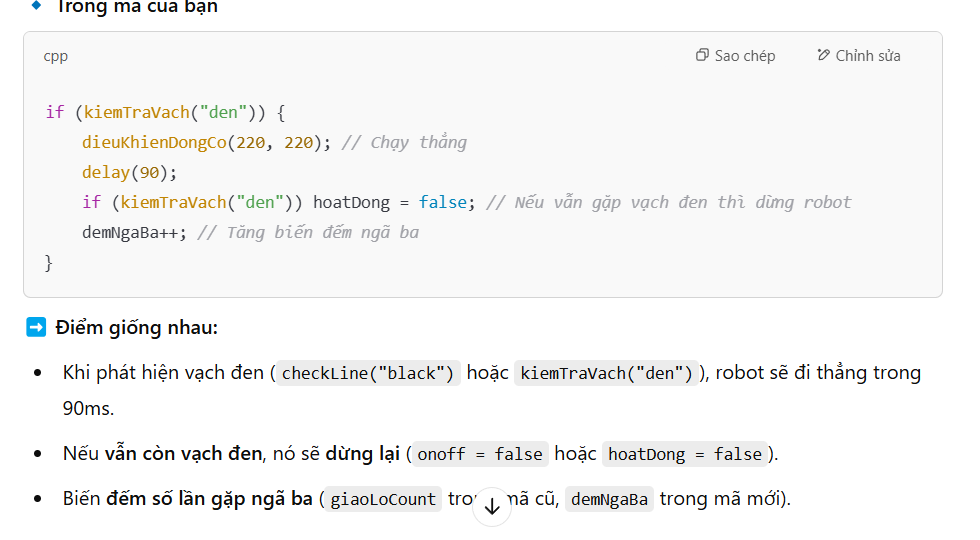 Trong mã của bạn
cpp
Sao chép
Chỉnh sửa
if (kiemTraVach("den")) {
dieuKhienDongCo(220, 220); // Chạy thẳng
delay(90);
if (kiemTraVach("den")) hoatDong = false; // Nếu vẫn gặp vạch đen thì dừng robot
demNgaBa++; // Tăng biến đếm ngã ba
}
Điểm giống nhau:
Khi phát hiện vạch đen (checkLine("black") hoặc kiemTraVach("den")), robot sẽ đi thẳng trong
90ms.
Nếu vẫn còn vạch đen, nó sẽ dừng lại (onoff = false hoặc hoatDong = false).
Biến đếm số lần gặp ngã ba (giaoLoCount mã cũ, demNgaBa trong mã mới).